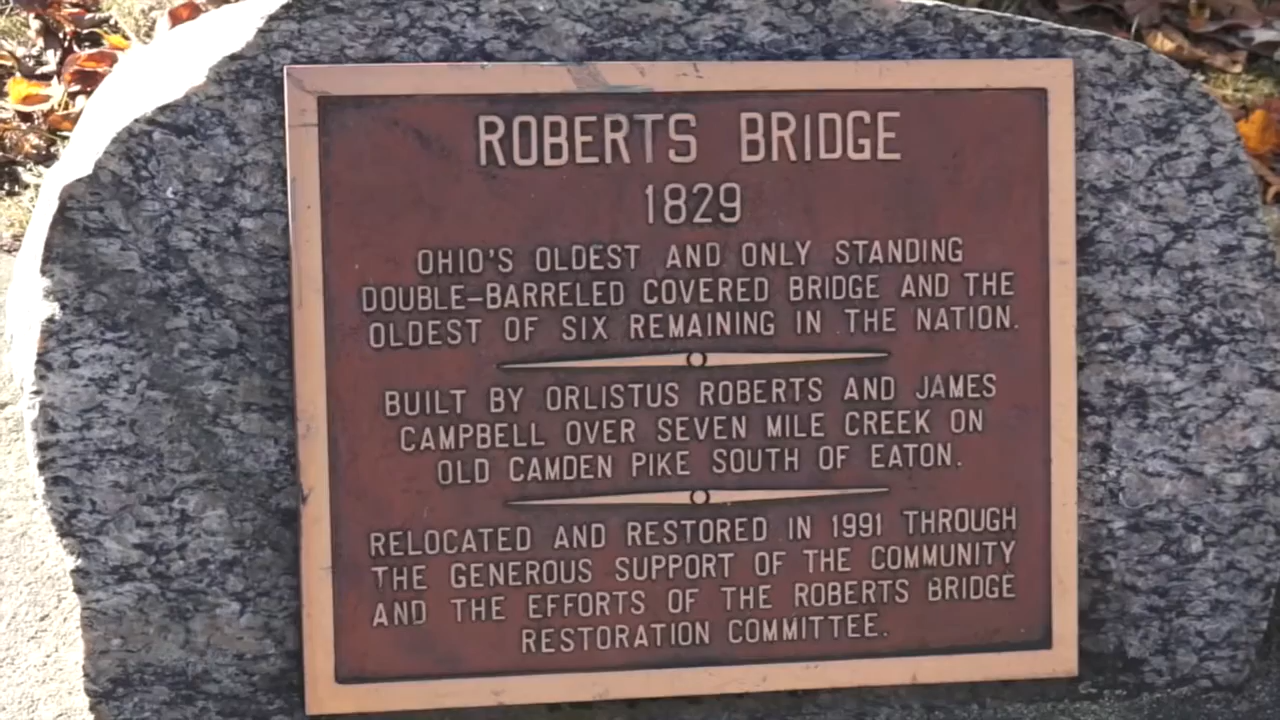 ROBERTS BRIDGE
1829
OHIO'S OLDEST AND ONLY STANDING
DOUBLE-BARRELED COVERED BRIDGE AND THE
OLDEST OF SIX REMAINING IN THE NATION.
BUILT BY ORLISTUS ROBERTS AND JAMES
CAMPBELL OVER SEVEN MILE CREEK ON
OLD CAMDEN PIKE SOUTH OF EATON.
RELOCATED AND RESTORED IN 1991 THROUGH
THE GENEROUS SUPPORT OF THE COMMUNITY
AND THE EFFORTS OF THE ROBERTS BRIDGE
RESTORATION COMMITTEE.